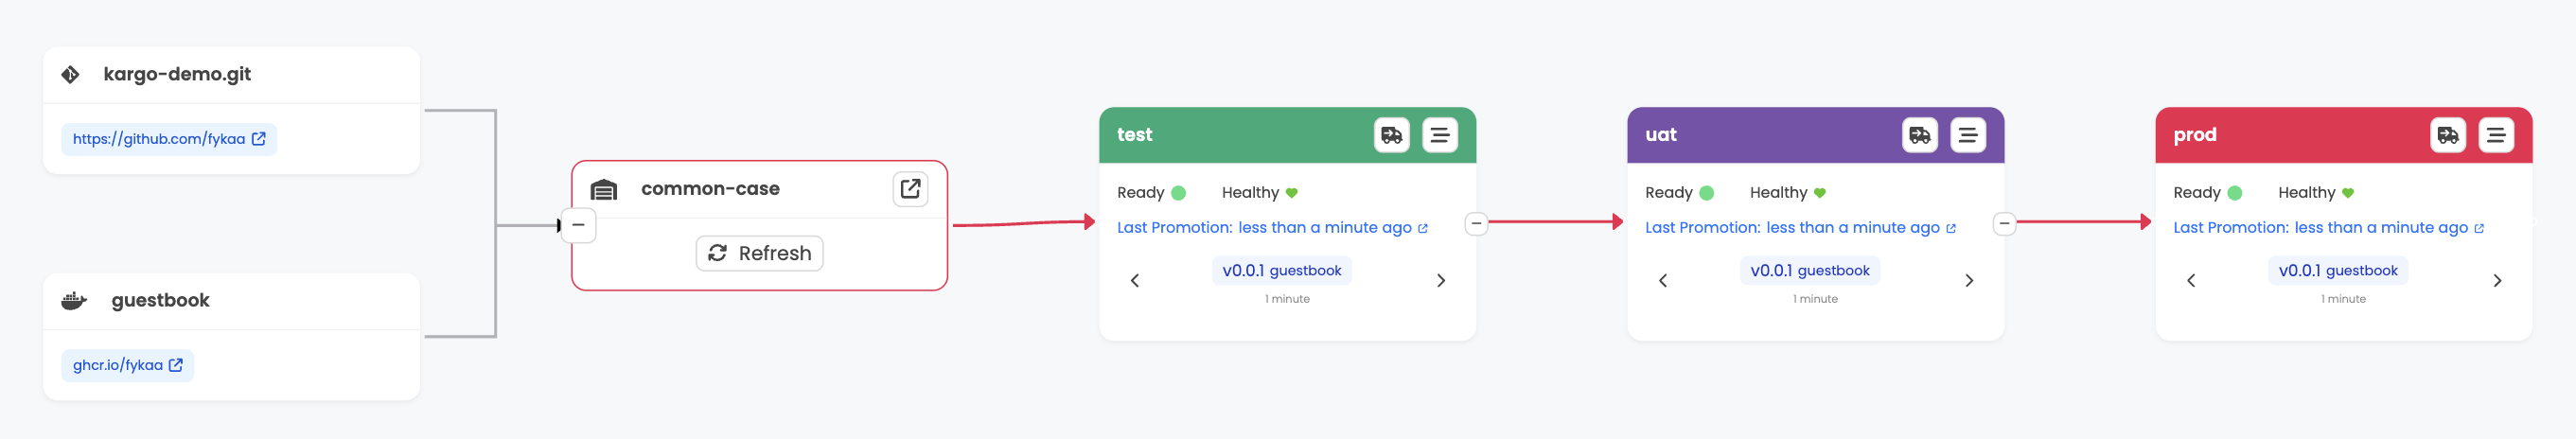 kargo-demo.git
https://github.com/fykaa
guestbook
ghcr.io/fykaa
common-case
Refresh
test
Ready
Healthy
Last Promotion: less than a minute ago
v0.0.1 guestbook
1 minute
uat
Ready
Healthy
Last Promotion: less than a minute ago
v0.0.1 guestbook
1 minute
prod
Ready
Healthy
Last Promotion: less than a minute ago
v0.0.1 guestbook
1 minute